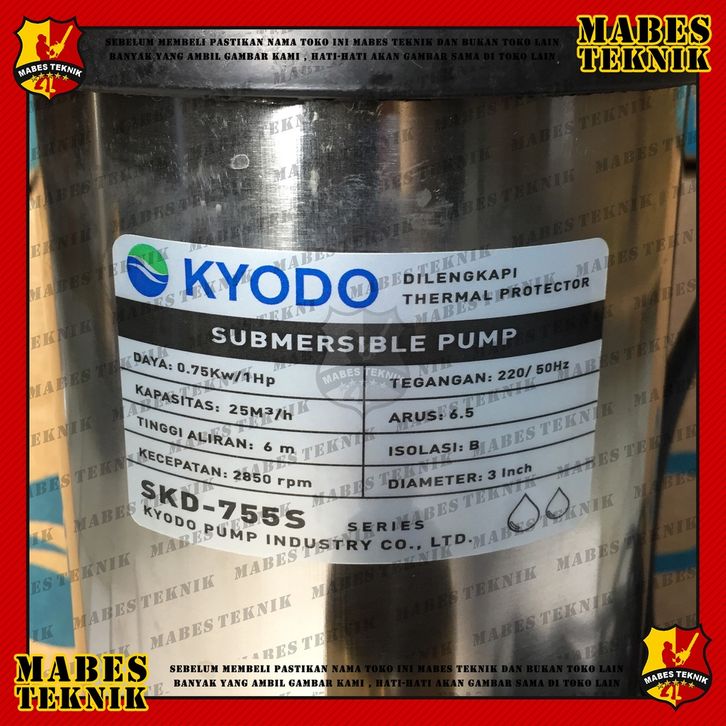 SEBELUM MEMBELI PASTIKAN NAMA TOKO INI MABES TEKNIK DAN BUKAN TOKO LAIN
BANYAK YANG AMBIL GAMBAR KAMI , HATI-HATI AKAN GAMBAR SAMA DI TOKO LAIN
MABES
TEKNIK
MABES TEKNIK
KYODO
DILENGKAPI
THERMAL PROTECTOR
SUBMERSIBLE PUMP
DAYA: 0.75Kw/1Hp
TEGANGAN: 220/ 50Hz
KAPASITAS: 25M3/h
ARUS: 6.5
TINGGI ALIRAN: 6 m
ISOLASI: B
KECEPATAN: 2850 rpm
DIAMETER: 3 Inch
SKD-755S SERIES
KYODO PUMP INDUSTRY CO., LTD.
MABES
TEKNIK
SEBELUM MEMBELI PASTIKAN NAMA TOKO INI MABES TEKNIK DAN BUKAN TOKO LAIN
BANYAK YANG AMBIL GAMBAR KAMI , HATI-HATI AKAN GAMBAR SAMA DI TOKO LAIN
MABES TEKNIK